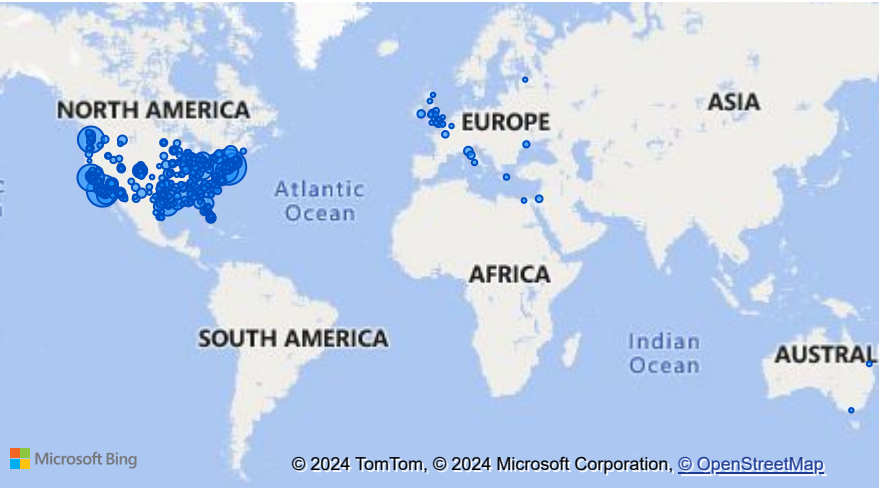 NORTH AMERICA
EUROPE
ASIA
Atlantic
Ocean
AFRICA
SOUTH AMERICA
Indian
Ocean
AUSTRAL
Microsoft Bing
© 2024 TomTom, © 2024 Microsoft Corporation, © OpenStreetMap